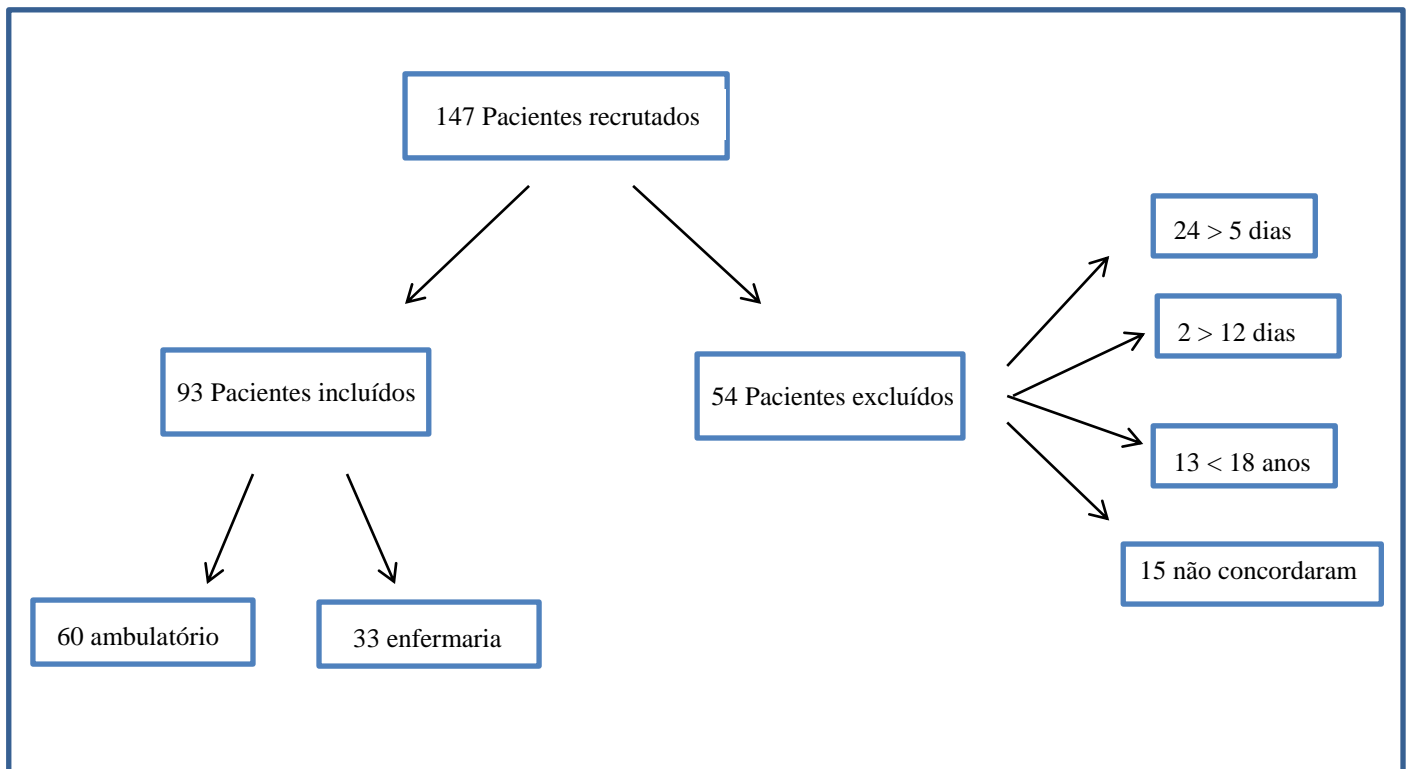 147 Pacientes recrutados
24 > 5 dias
2 > 12 dias
93 Pacientes incluídos
54 Pacientes excluídos
13 < 18 anos
15 não concordaram
60 ambulatório
33 enfermaria